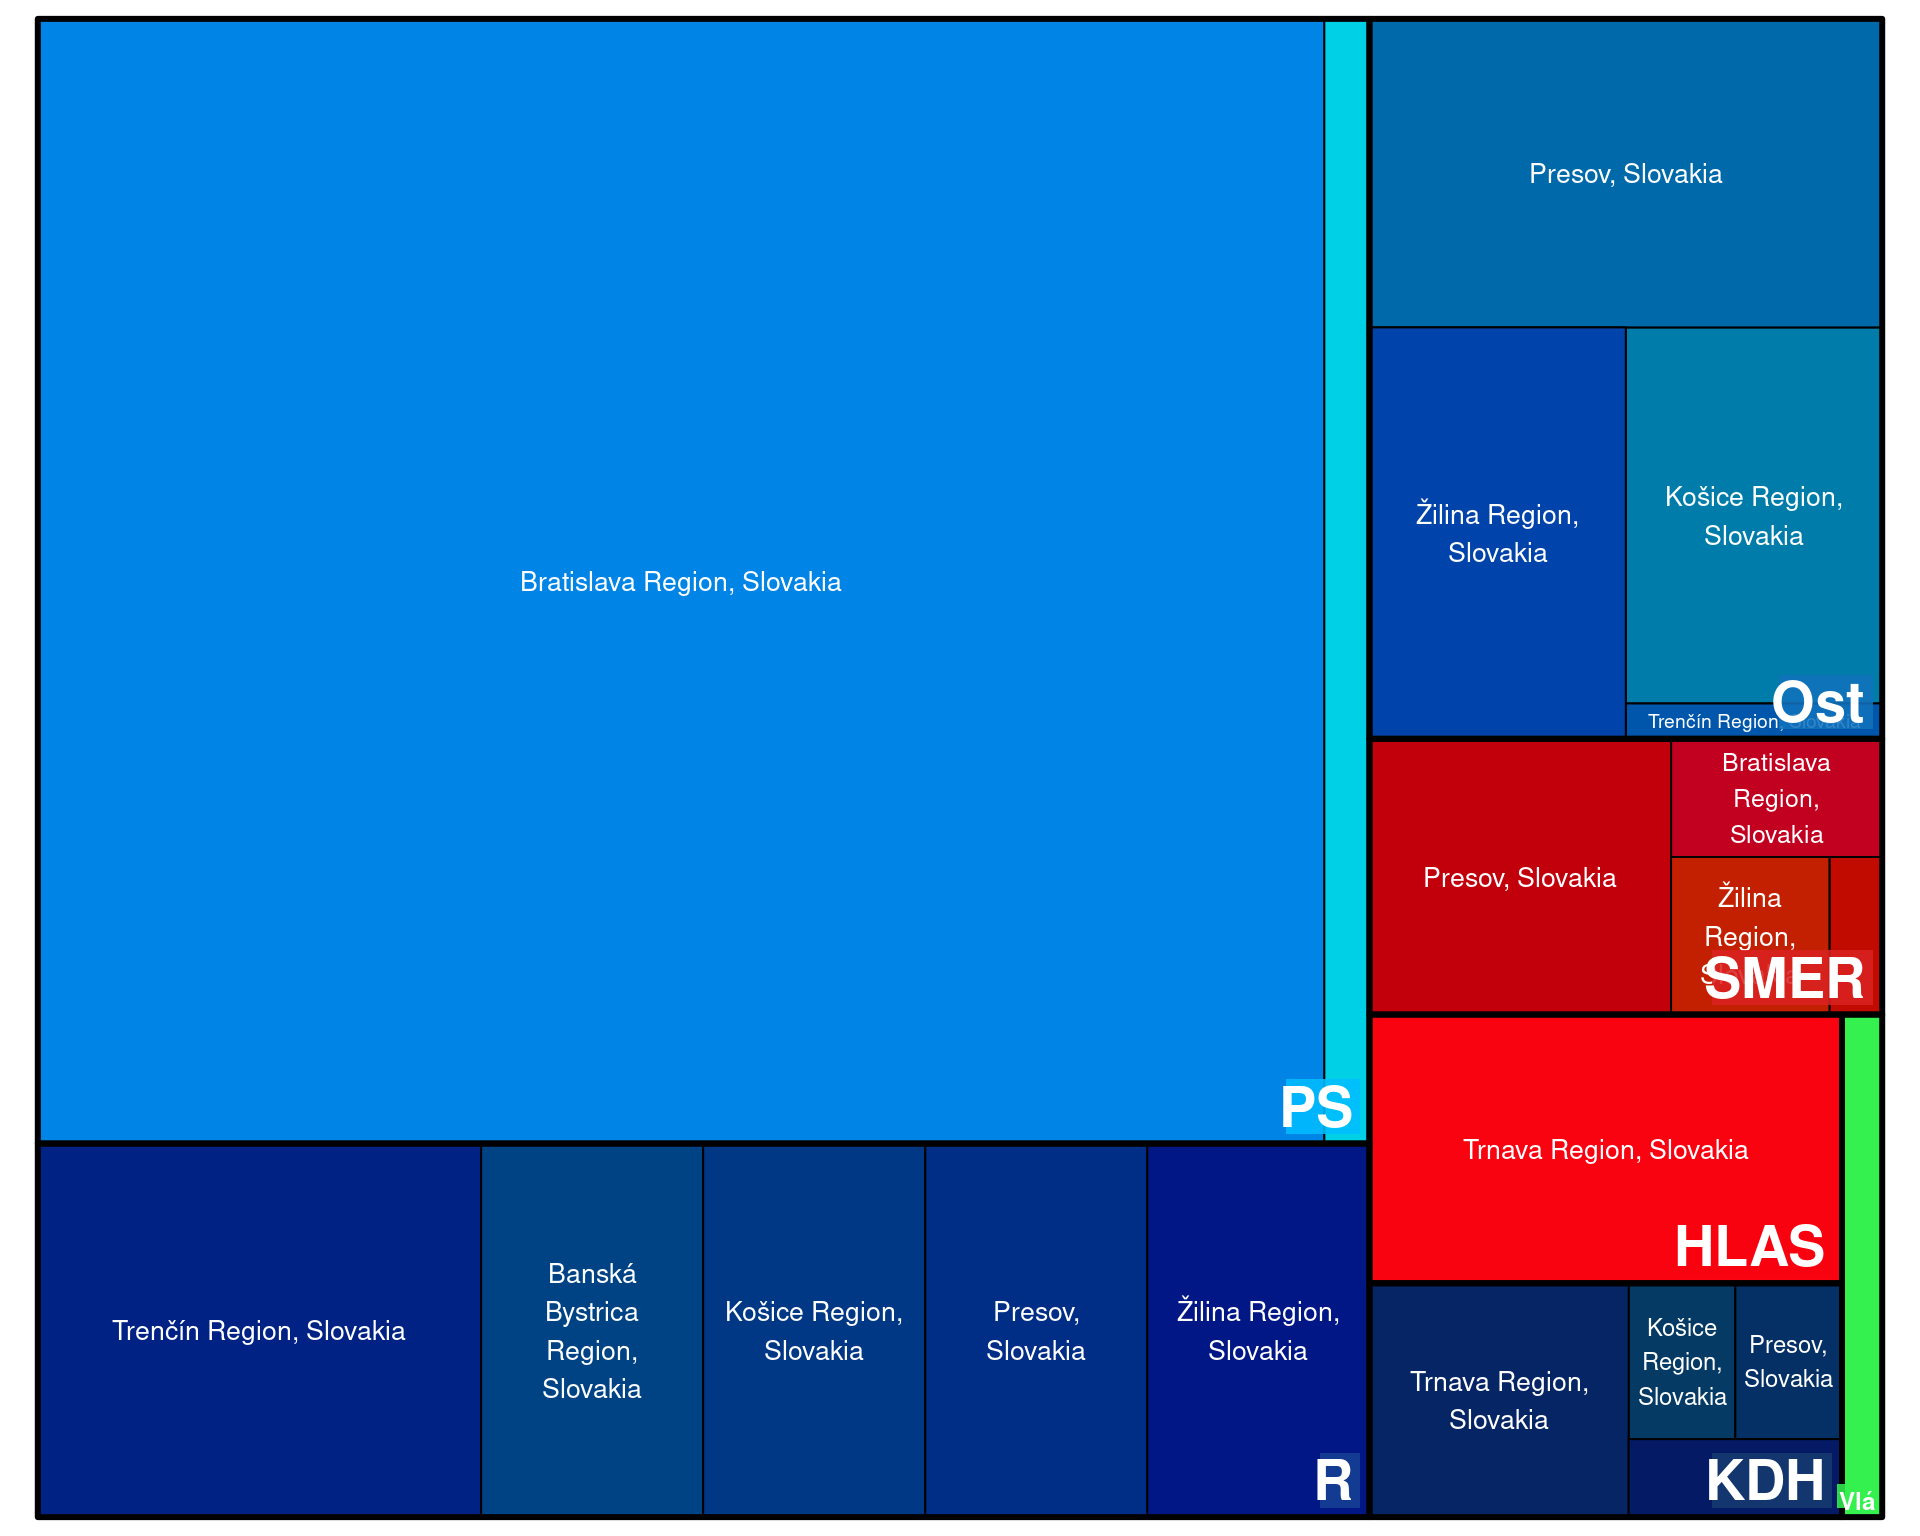 Bratislava Region, Slovakia
PS
Trenčín Region, Slovakia
Banská
Bystrica
Region,
Slovakia
Košice Region,
Slovakia
Presov,
Slovakia
Žilina Region,
Slovakia
R
Presov, Slovakia
Žilina Region,
Slovakia
Košice Region,
Slovakia
Trenčín Region, Slovakia
Ost
Presov, Slovakia
Bratislava
Region,
Slovakia
Žilina
Region,
SMER
Trnava Region, Slovakia
HLAS
Trnava Region,
Slovakia
Košice
Region,
Slovakia
Presov,
Slovakia
KDH
Vlá